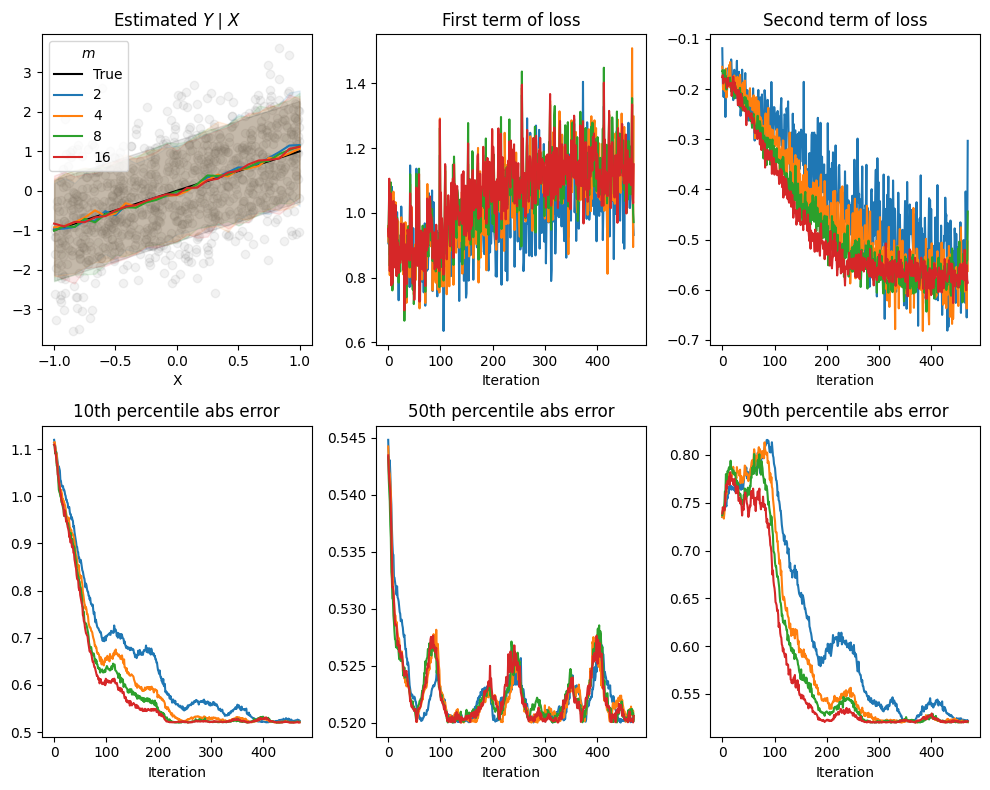 Estimated Y | X
m
True
2
4
8
16
3
2
1
0
−1
−2
−3
−1.0 −0.5 0.0 0.5 1.0
X
First term of loss
1.4
1.2
1.0
0.8
0.6
0 100 200 300 400
Iteration
Second term of loss
−0.1
−0.2
−0.3
−0.4
−0.5
−0.6
−0.7
0 100 200 300 400
Iteration
10th percentile abs error
1.1
1.0
0.9
0.8
0.7
0.6
0.5
0 100 200 300 400
Iteration
50th percentile abs error
0.545
0.540
0.535
0.530
0.525
0.520
0 100 200 300 400
Iteration
90th percentile abs error
0.80
0.75
0.70
0.65
0.60
0.55
0 100 200 300 400
Iteration